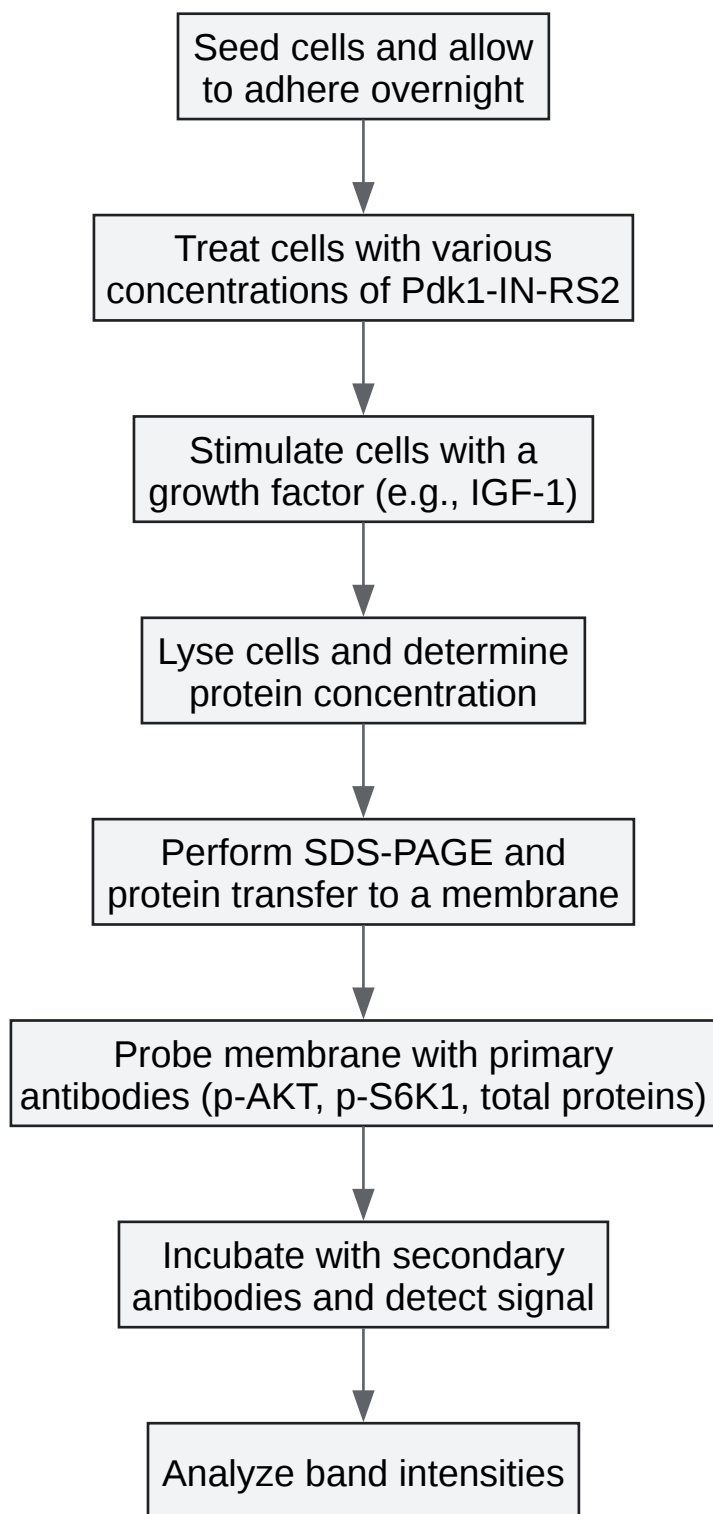 Seed cells and allow
to adhere overnight
Treat cells with various
concentrations of Pdk1-IN-RS2
Stimulate cells with a
growth factor (e.g., IGF-1)
Lyse cells and determine
protein concentration
Perform SDS-PAGE and
protein transfer to a membrane
Probe membrane with primary
antibodies (p-AKT, p-S6K1, total proteins)
Incubate with secondary
antibodies and detect signal
Analyze band intensities